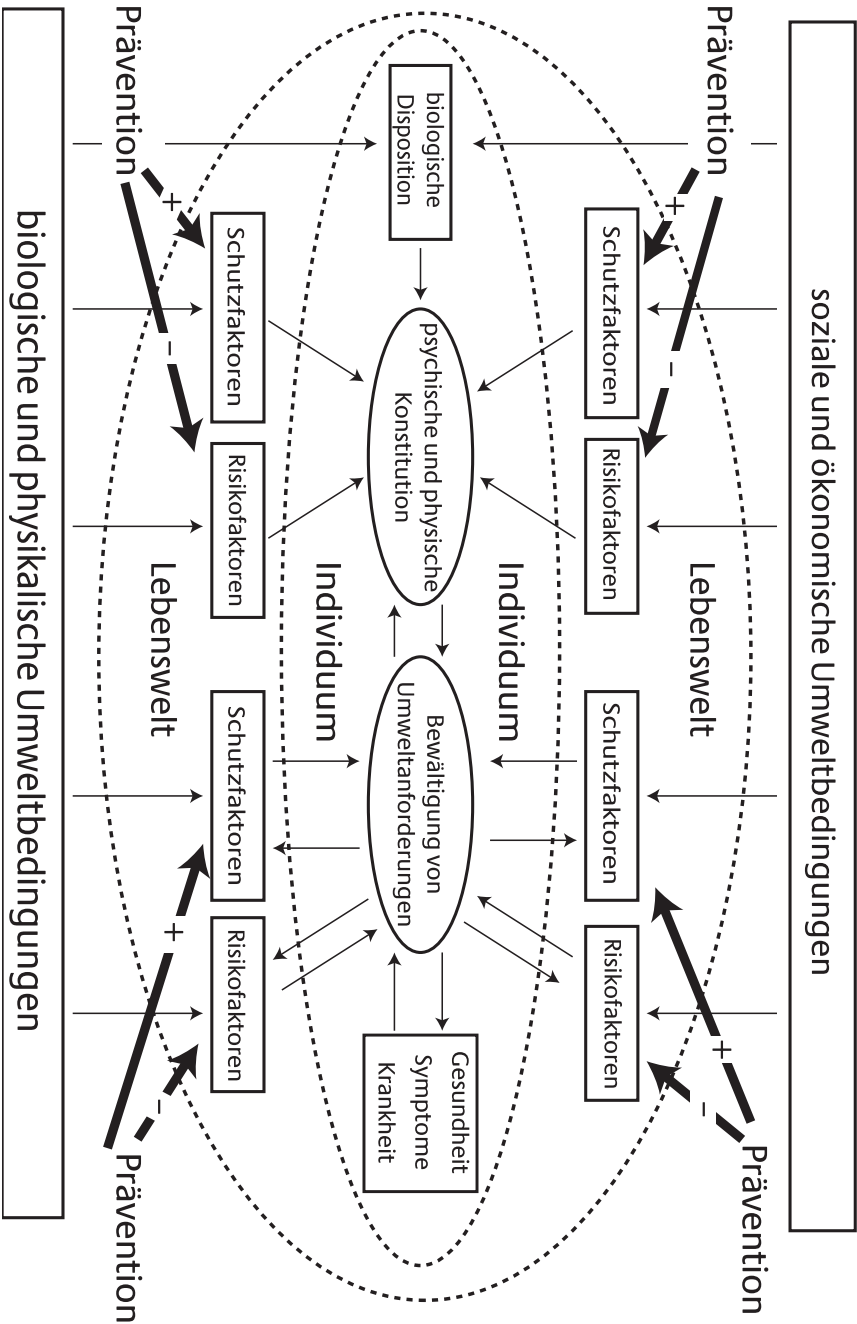 soziale und ökonomische Umweltbedingungen
Prävention
Prävention
+
–
+
–
Lebenswelt
Schutzfaktoren
Risikofaktoren
Schutzfaktoren
Risikofaktoren
Individuum
biologische
Disposition
psychische und physische
Konstitution
Bewältigung von
Umweltanforderungen
Gesundheit
Symptome
Krankheit
Individuum
Schutzfaktoren
Risikofaktoren
Schutzfaktoren
Risikofaktoren
Lebenswelt
+
–
+
–
Prävention
Prävention
biologische und physikalische Umweltbedingungen